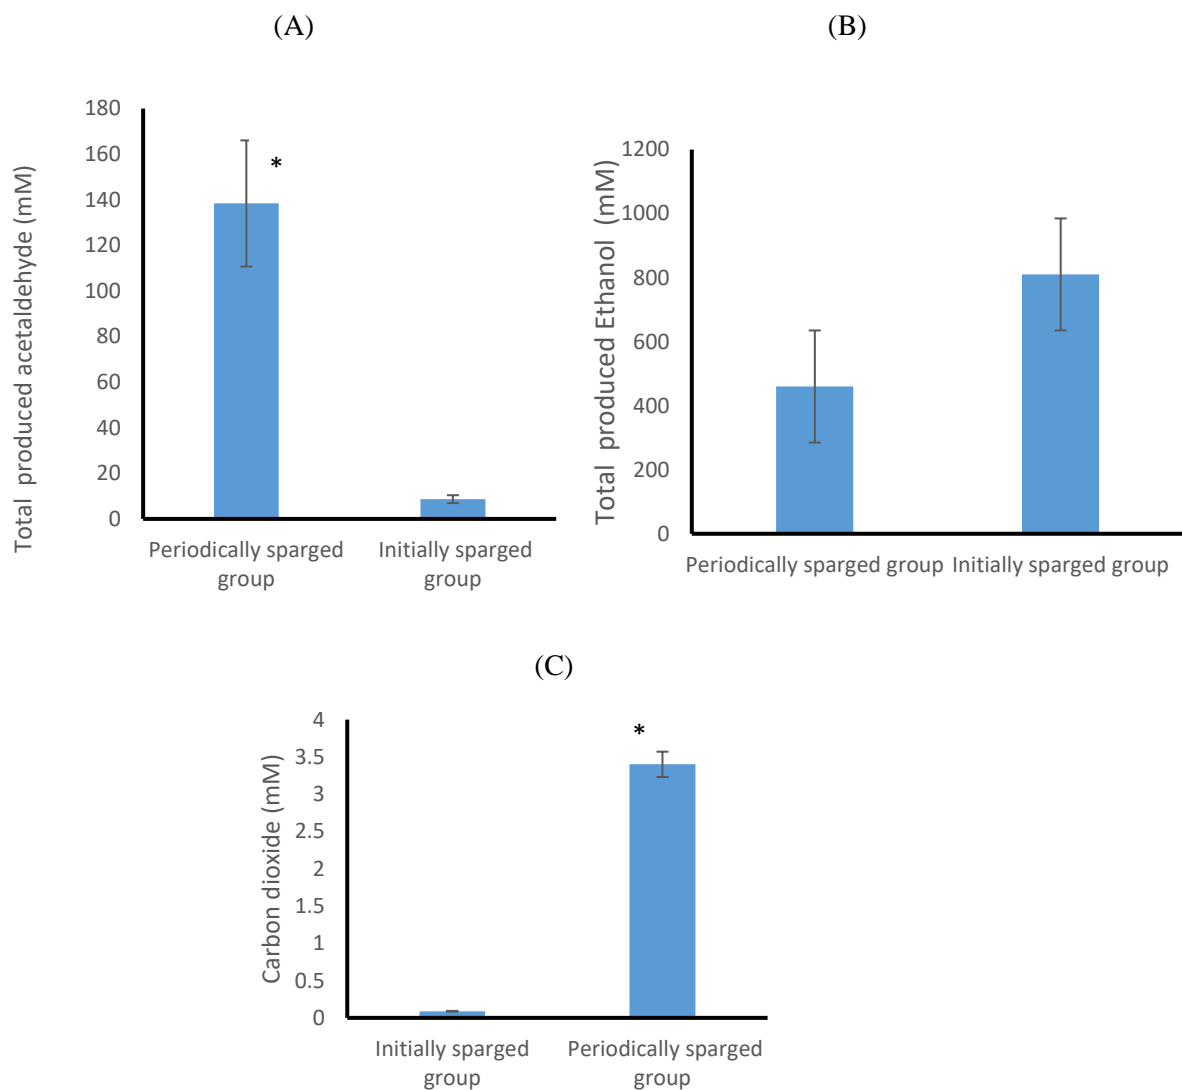 (A)
Total produced acetaldehyde (mM)
180
160
140
120
100
80
60
40
20
0
*
Periodically sparged
group
Initially sparged
group
(B)
Total produced Ethanol (mM)
1200
1000
800
600
400
200
0
Periodically sparged group
Initially sparged group
(C)
Carbon dioxide (mM)
4
3.5
3
2.5
2
1.5
1
0.5
0
*
Initially sparged
group
Periodically sparged
group